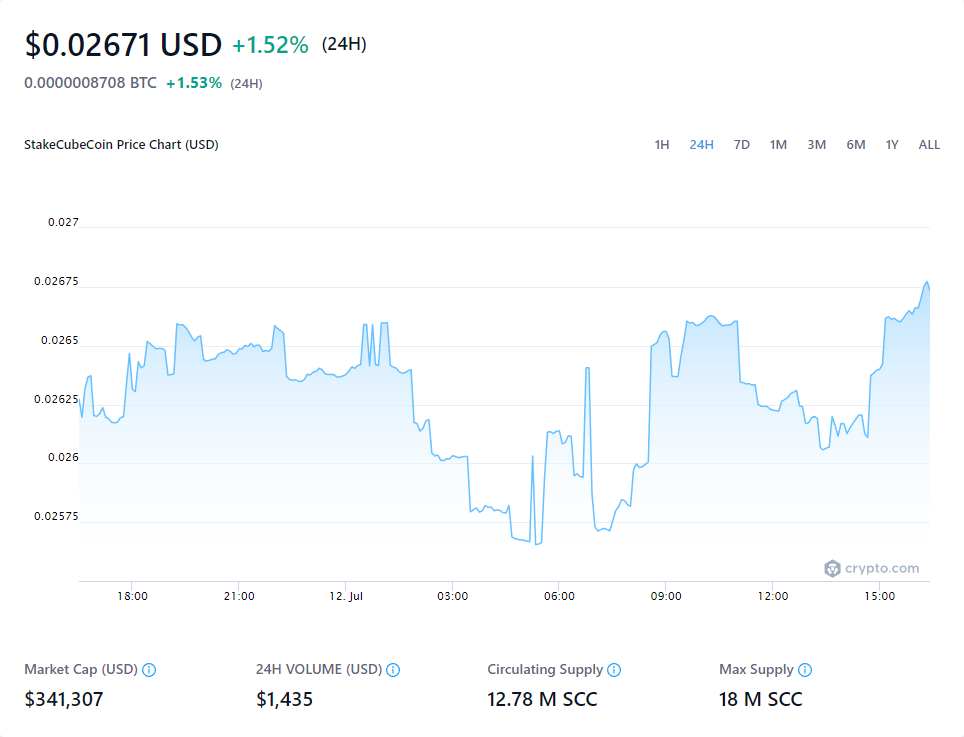 $0.02671 USD +1.52% (24H)
0.0000008708 BTC +1.53% (24H)
StakeCubeCoin Price Chart (USD) 1H 24H 7D 1M 3M 6M 1Y ALL
0.027
0.02675
0.0265
0.02625
0.026
0.02575
crypto.com
18:00 21:00 12. Jul 03:00 06:00 09:00 12:00 15:00
Market Cap (USD) 24H VOLUME (USD) Circulating Supply Max Supply
$341,307 $1,435 12.78 M SCC 18 M SCC